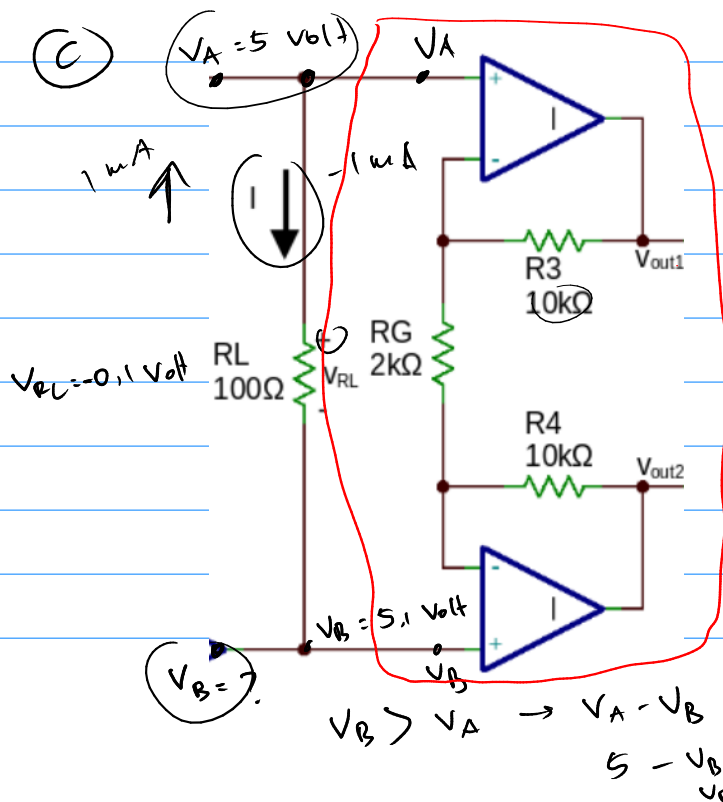 C
VA = 5 volt
VA
+
I
-
1 mA
I
-1 mA
R3
10kΩ
Vout1
+
RL
100Ω
VRL
-
VRL = -0,1 Volt
RG
2kΩ
R4
10kΩ
Vout2
-
I
+
VB = 5,1 Volt
VB = ?
VB
VB > VA → VA - VB
5 - VB